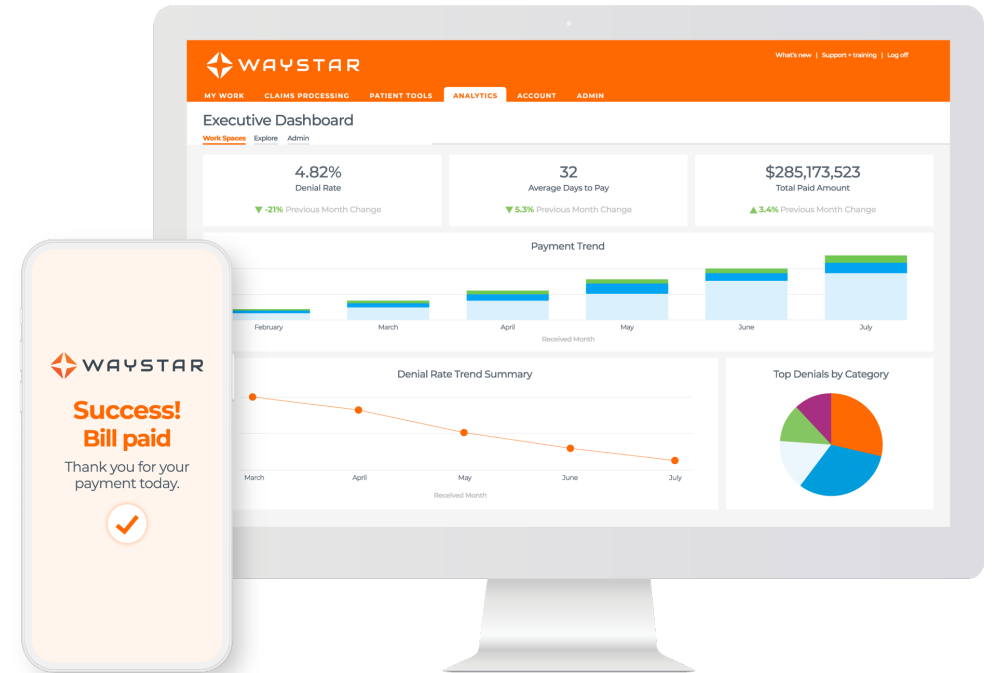 WAYSTAR
What's new | Support + training | Log off
MY WORK CLAIMS PROCESSING PATIENT TOOLS ANALYTICS ACCOUNT ADMIN
Executive Dashboard
Work Spaces Explore Admin
4.82%
Denial Rate
▼ -21% Previous Month Change
32
Average Days to Pay
▼ 5.3% Previous Month Change
$285,173,523
Total Paid Amount
▲ 3.4% Previous Month Change
Payment Trend
February March April May June July
Received Month
Denial Rate Trend Summary
March April May June July
Received Month
Top Denials by Category
WAYSTAR
Success!
Bill paid
Thank you for your
payment today.